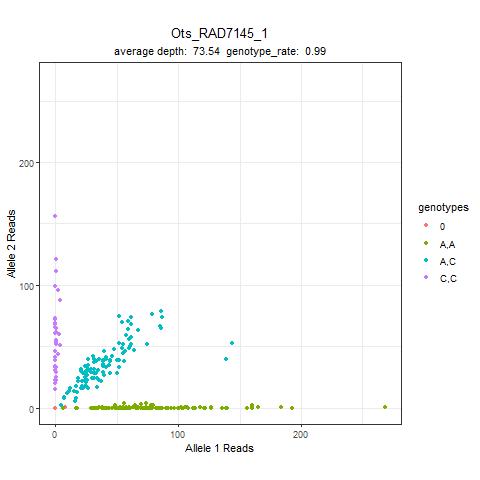 Ots_RAD7145_1
average depth: 73.54 genotype_rate: 0.99
200
100
0
Allele 2 Reads
0
100
200
Allele 1 Reads
genotypes
0
A,A
A,C
C,C